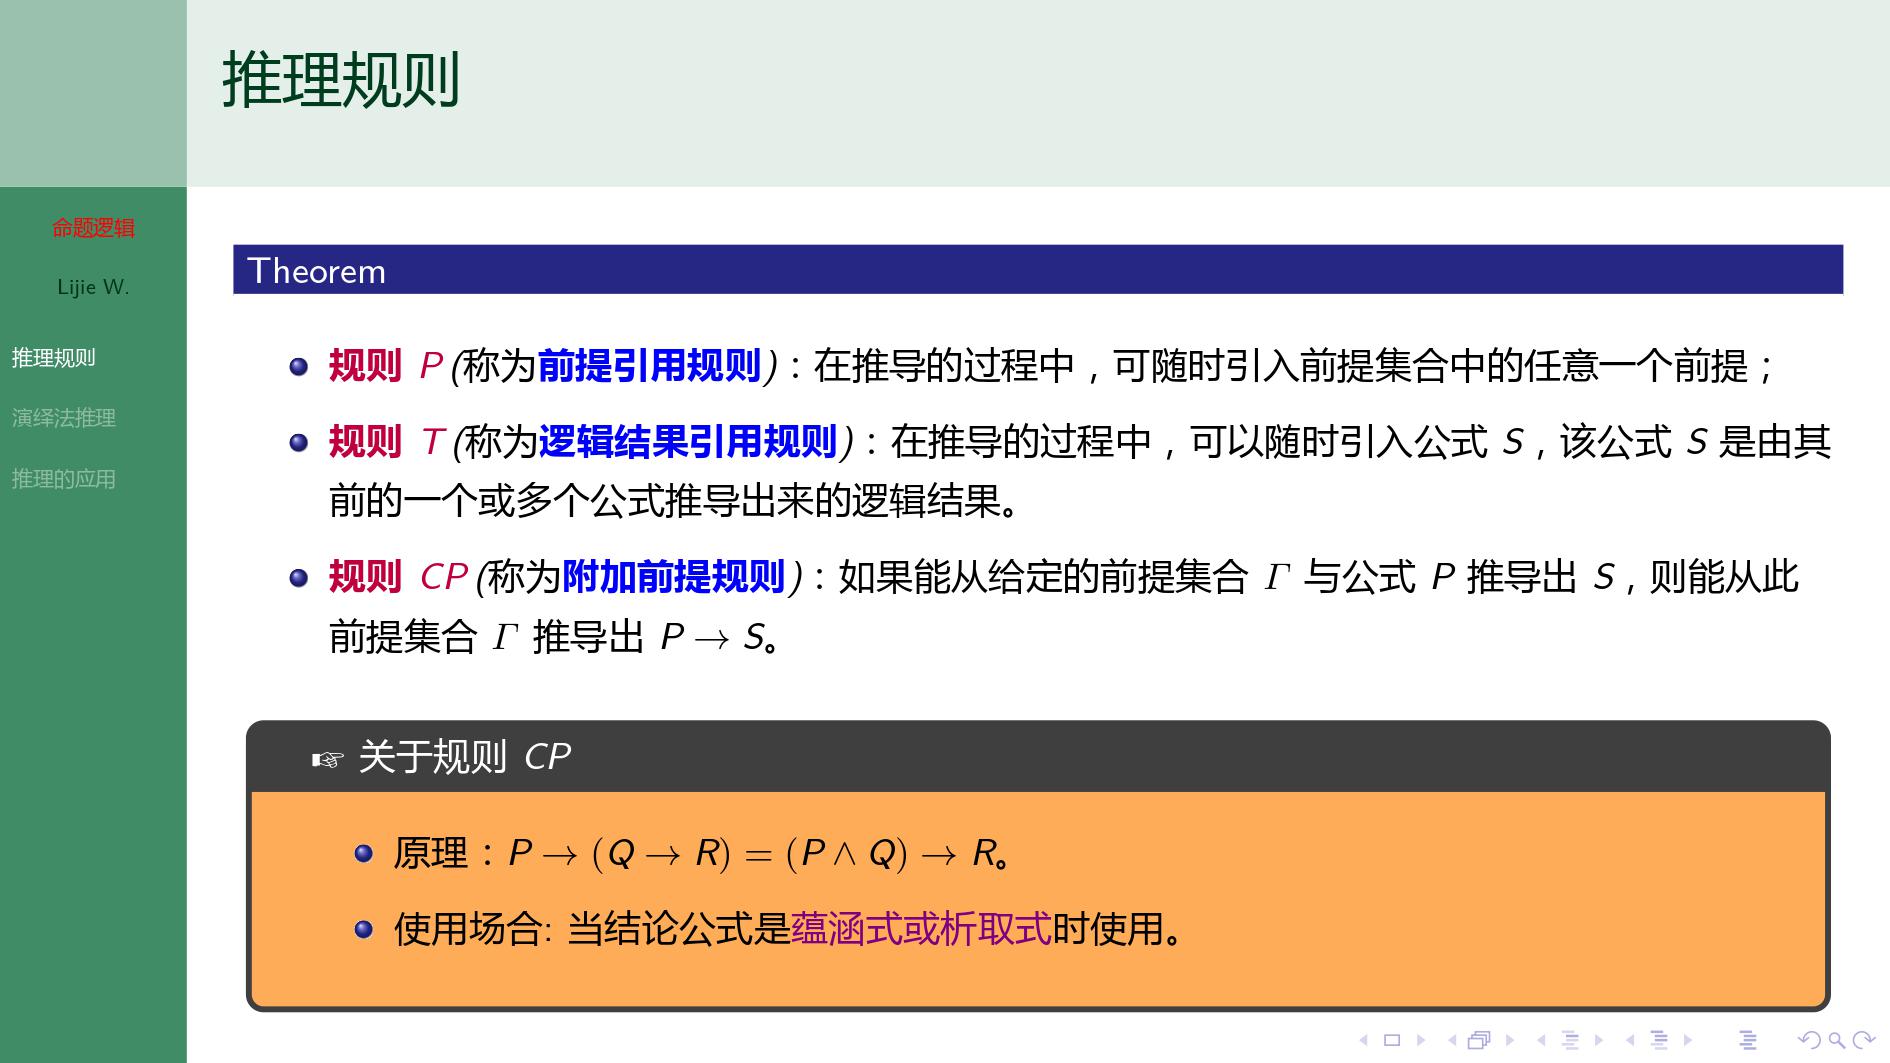 推理规则
命题逻辑
Lijie W.
推理规则
演绎法推理
推理的应用
Theorem
规则 P (称为前提引用规则)：在推导的过程中，可随时引入前提集合中的任意一个前提；
规则 T (称为逻辑结果引用规则)：在推导的过程中，可以随时引入公式 S，该公式 S 是由其
前的一个或多个公式推导出来的逻辑结果。
规则 CP (称为附加前提规则)：如果能从给定的前提集合 Γ 与公式 P 推导出 S，则能从此
前提集合 Γ 推导出 P → S。
☞ 关于规则 CP
原理：P → (Q → R) = (P ∧ Q) → R。
使用场合: 当结论公式是蕴涵式或析取式时使用。